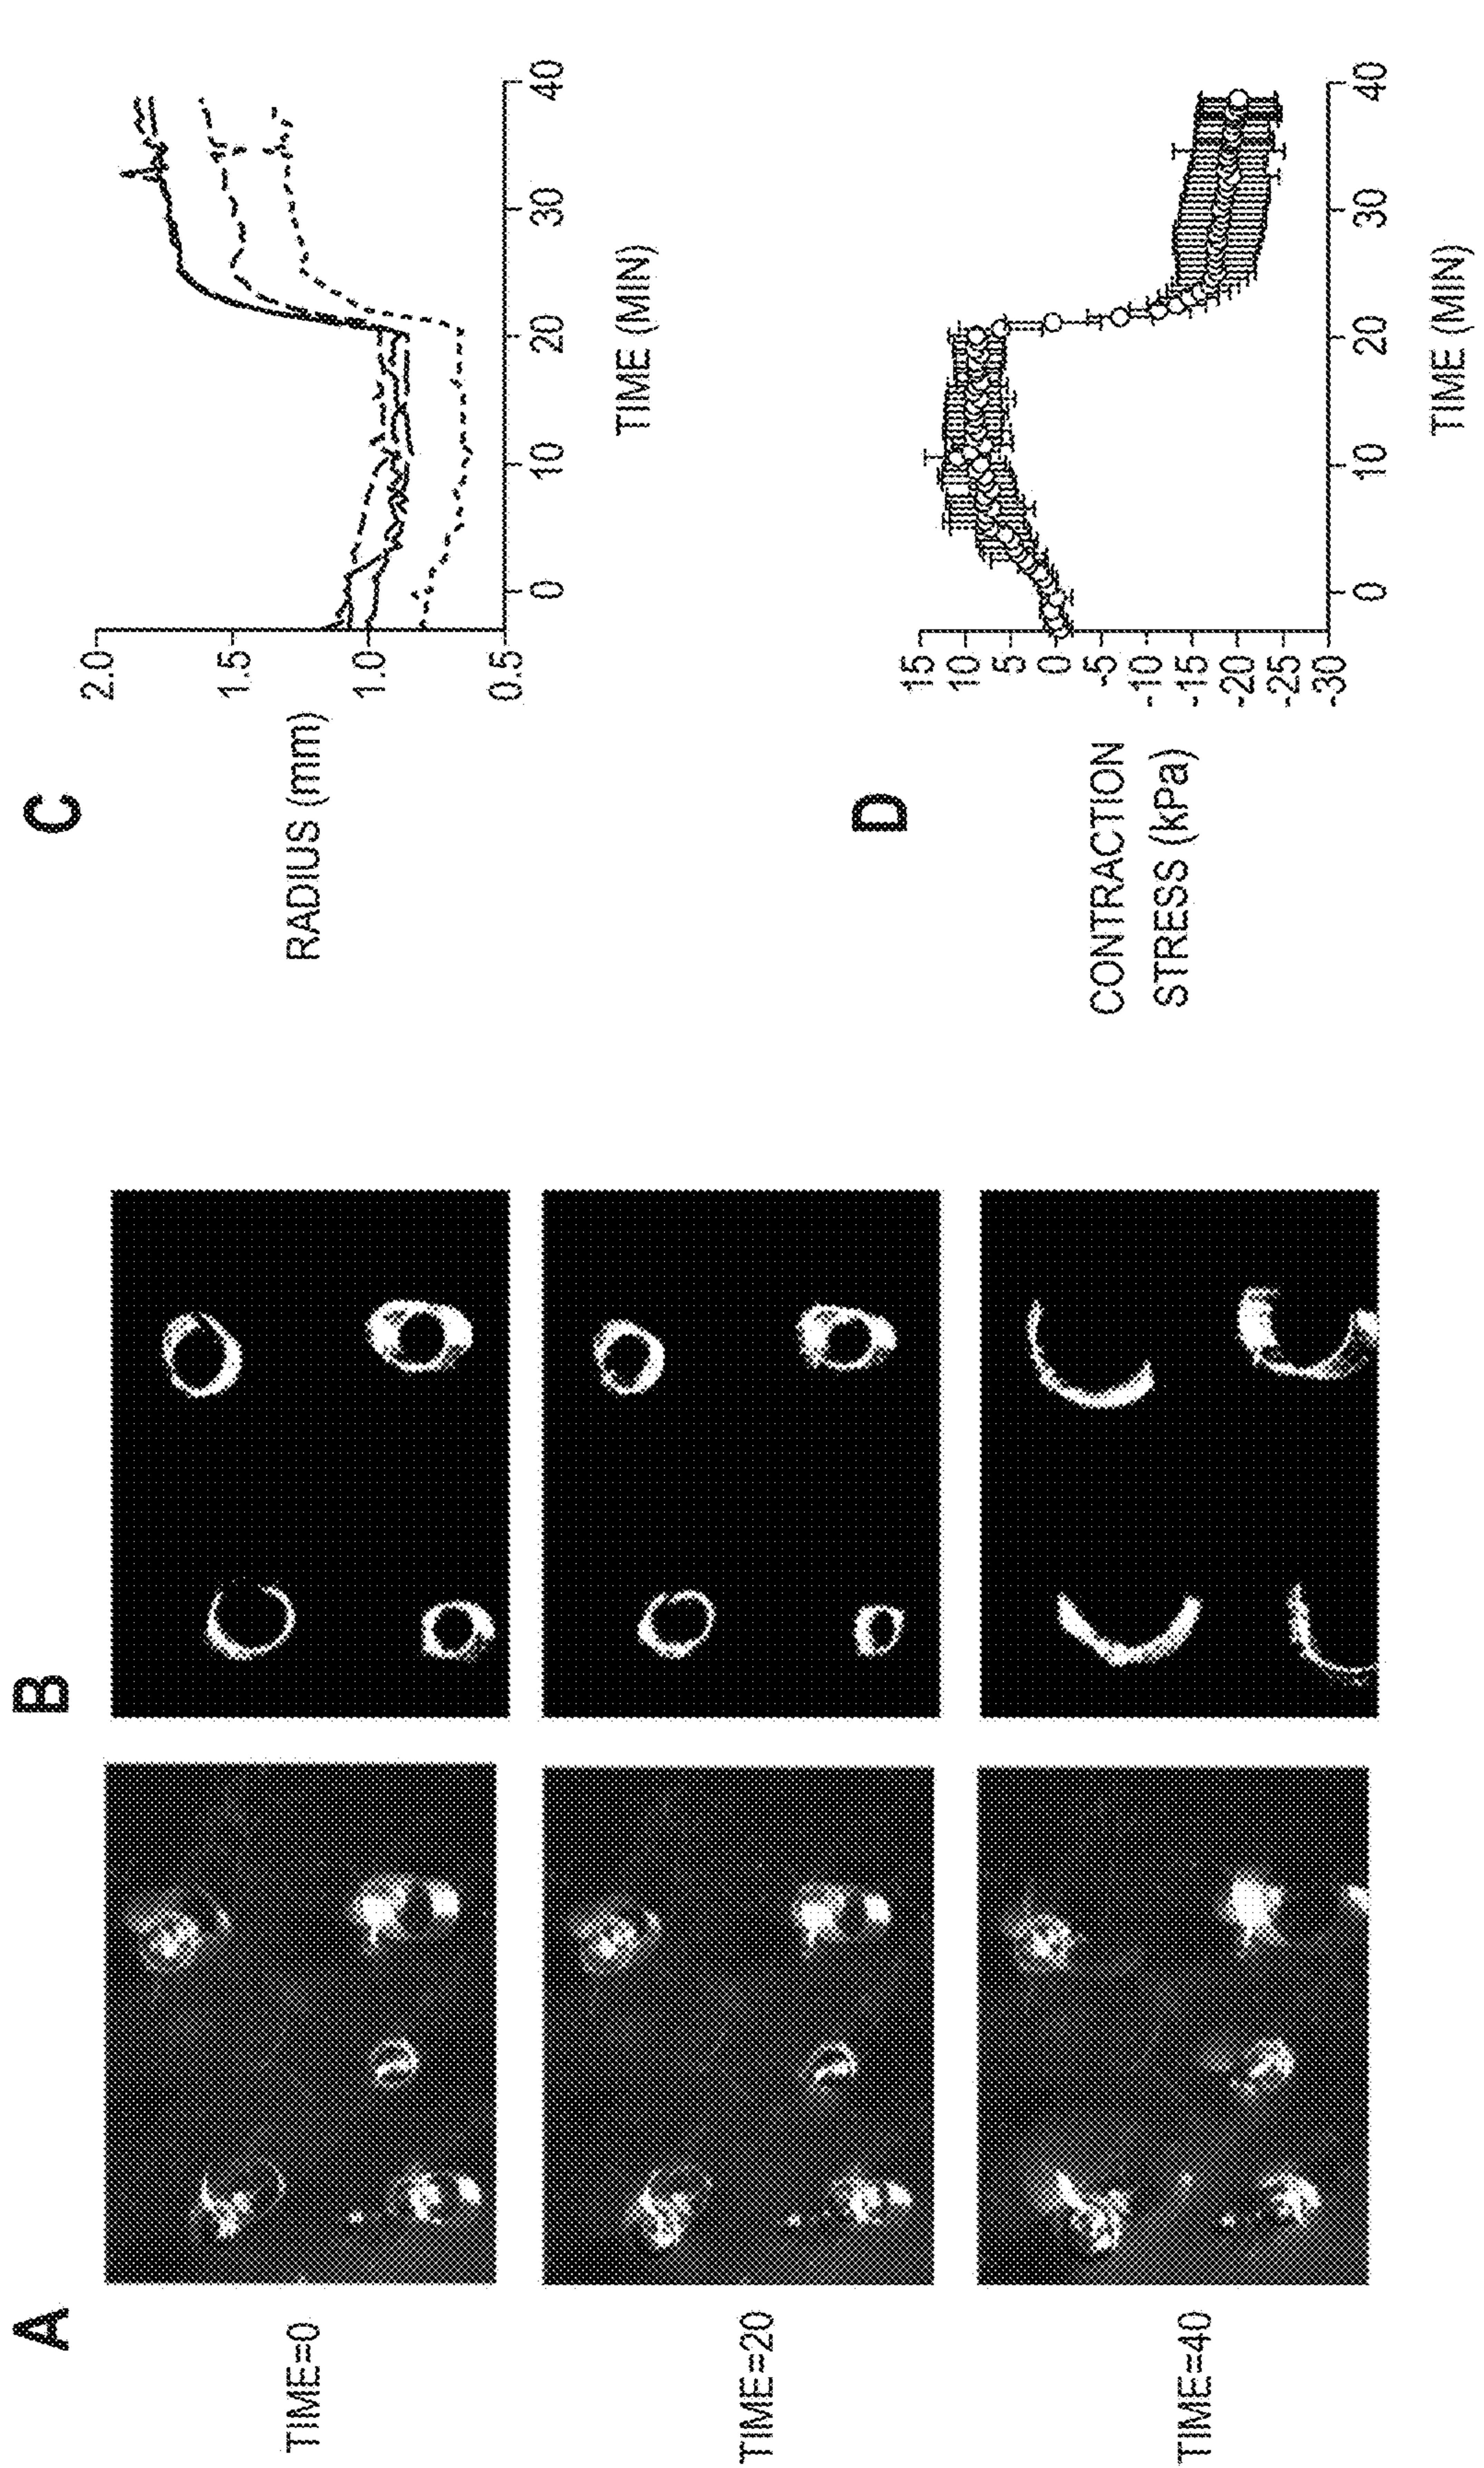 A
TIME=0
TIME=20
TIME=40
B
C
RADIUS (mm)
2.0
1.5
1.0
0.5
0
10
20
30
40
TIME (MIN)
D
CONTRACTION
STRESS (kPa)
15
10
5
0
-5
-10
-15
-20
-25
-30
0
10
20
30
40
TIME (MIN)